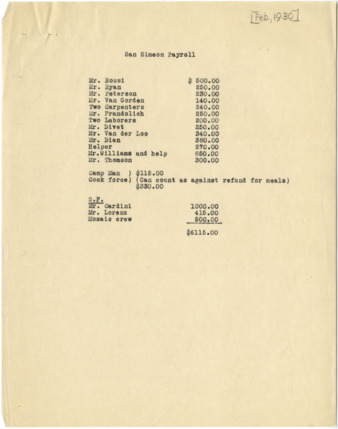 [Feb, 1930]
San Simeon Payroll
Mr. Rossi $ 500.00
Mr. Ryan 250.00
Mr. Peterson 230.00
Mr. Van Gorden 140.00
Two Carpenters 240.00
Mr. Frandolich 250.00
Two Laborers 200.00
Mr. Divet 250.00
Mr. Van der Loo 340.00
Mr. Dien 360.00
Helper 270.00
Mr.Williams and help 650.00
Mr. Thomson 300.00
Camp Man ) $115.00
Cook force) (Can count as against refund for meals)
$330.00
S.F.
Mr. Cardini 1000.00
Mr. Lorenz 415.00
Mosaic crew 500.00
$6115.00